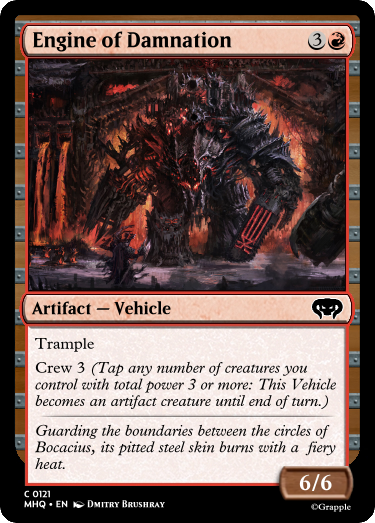 Engine of Damnation 3
Artifact — Vehicle
Trample
Crew 3 (Tap any number of creatures you
control with total power 3 or more: This Vehicle
becomes an artifact creature until end of turn.)
Guarding the boundaries between the circles of
Bocacius, its pitted steel skin burns with a  fiery
heat.
6/6
C 0121
MHQ • EN Dmitry Brushray
©Grapple